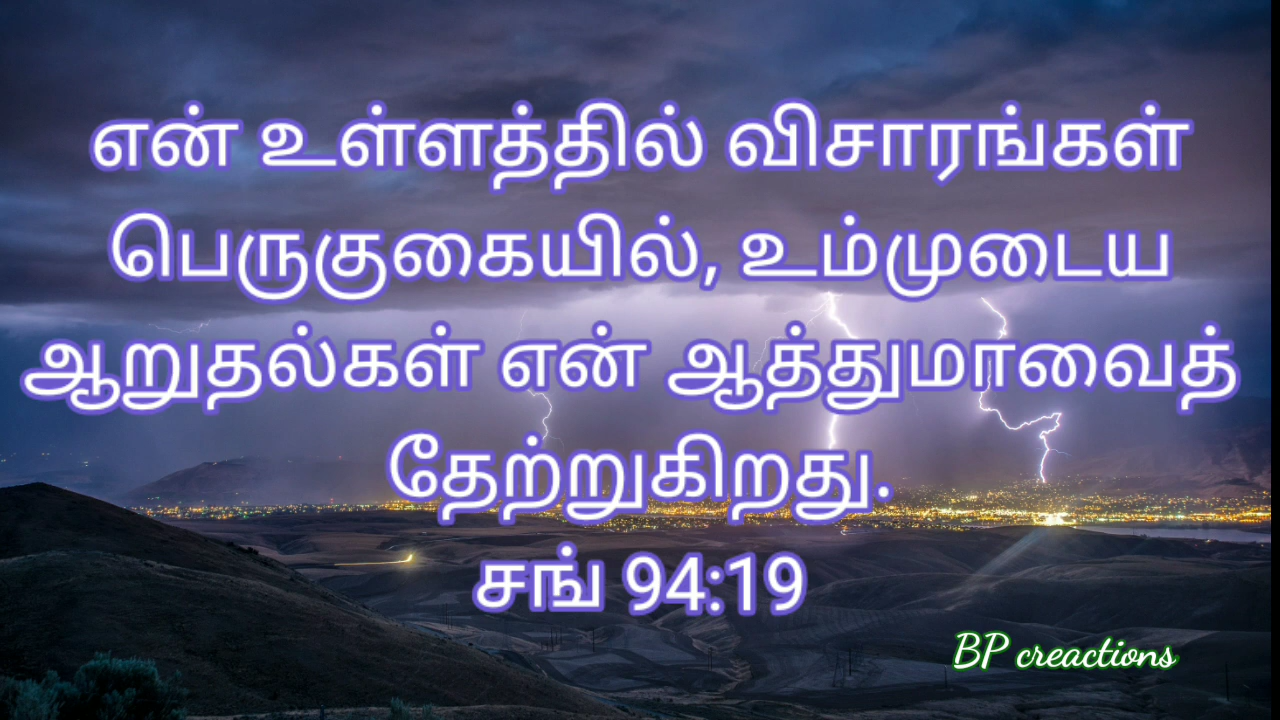 என் உள்ளத்தில் விசாரங்கள்
பெருகுகையில், உம்முடைய
ஆறுதல்கள் என் ஆத்துமாவைத்
தேற்றுகிறது.
சங் 94:19
BP creactions